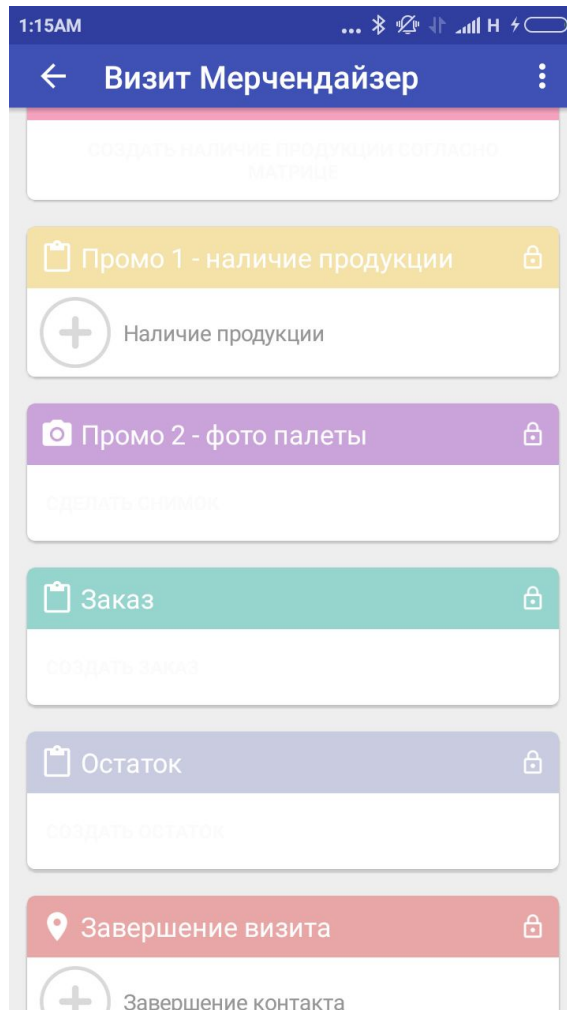 1:15AM
... H
Визит Мерчендайзер
СОЗДАТЬ НАЛИЧИЕ ПРОДУКЦИИ СОГЛАСНО
МАТРИЦЕ
Промо 1 - наличие продукции
Наличие продукции
Промо 2 - фото палеты
СДЕЛАТЬ СНИМОК
Заказ
СОЗДАТЬ ЗАКАЗ
Остаток
СОЗДАТЬ ОСТАТОК
Завершение визита
Завершение контакта